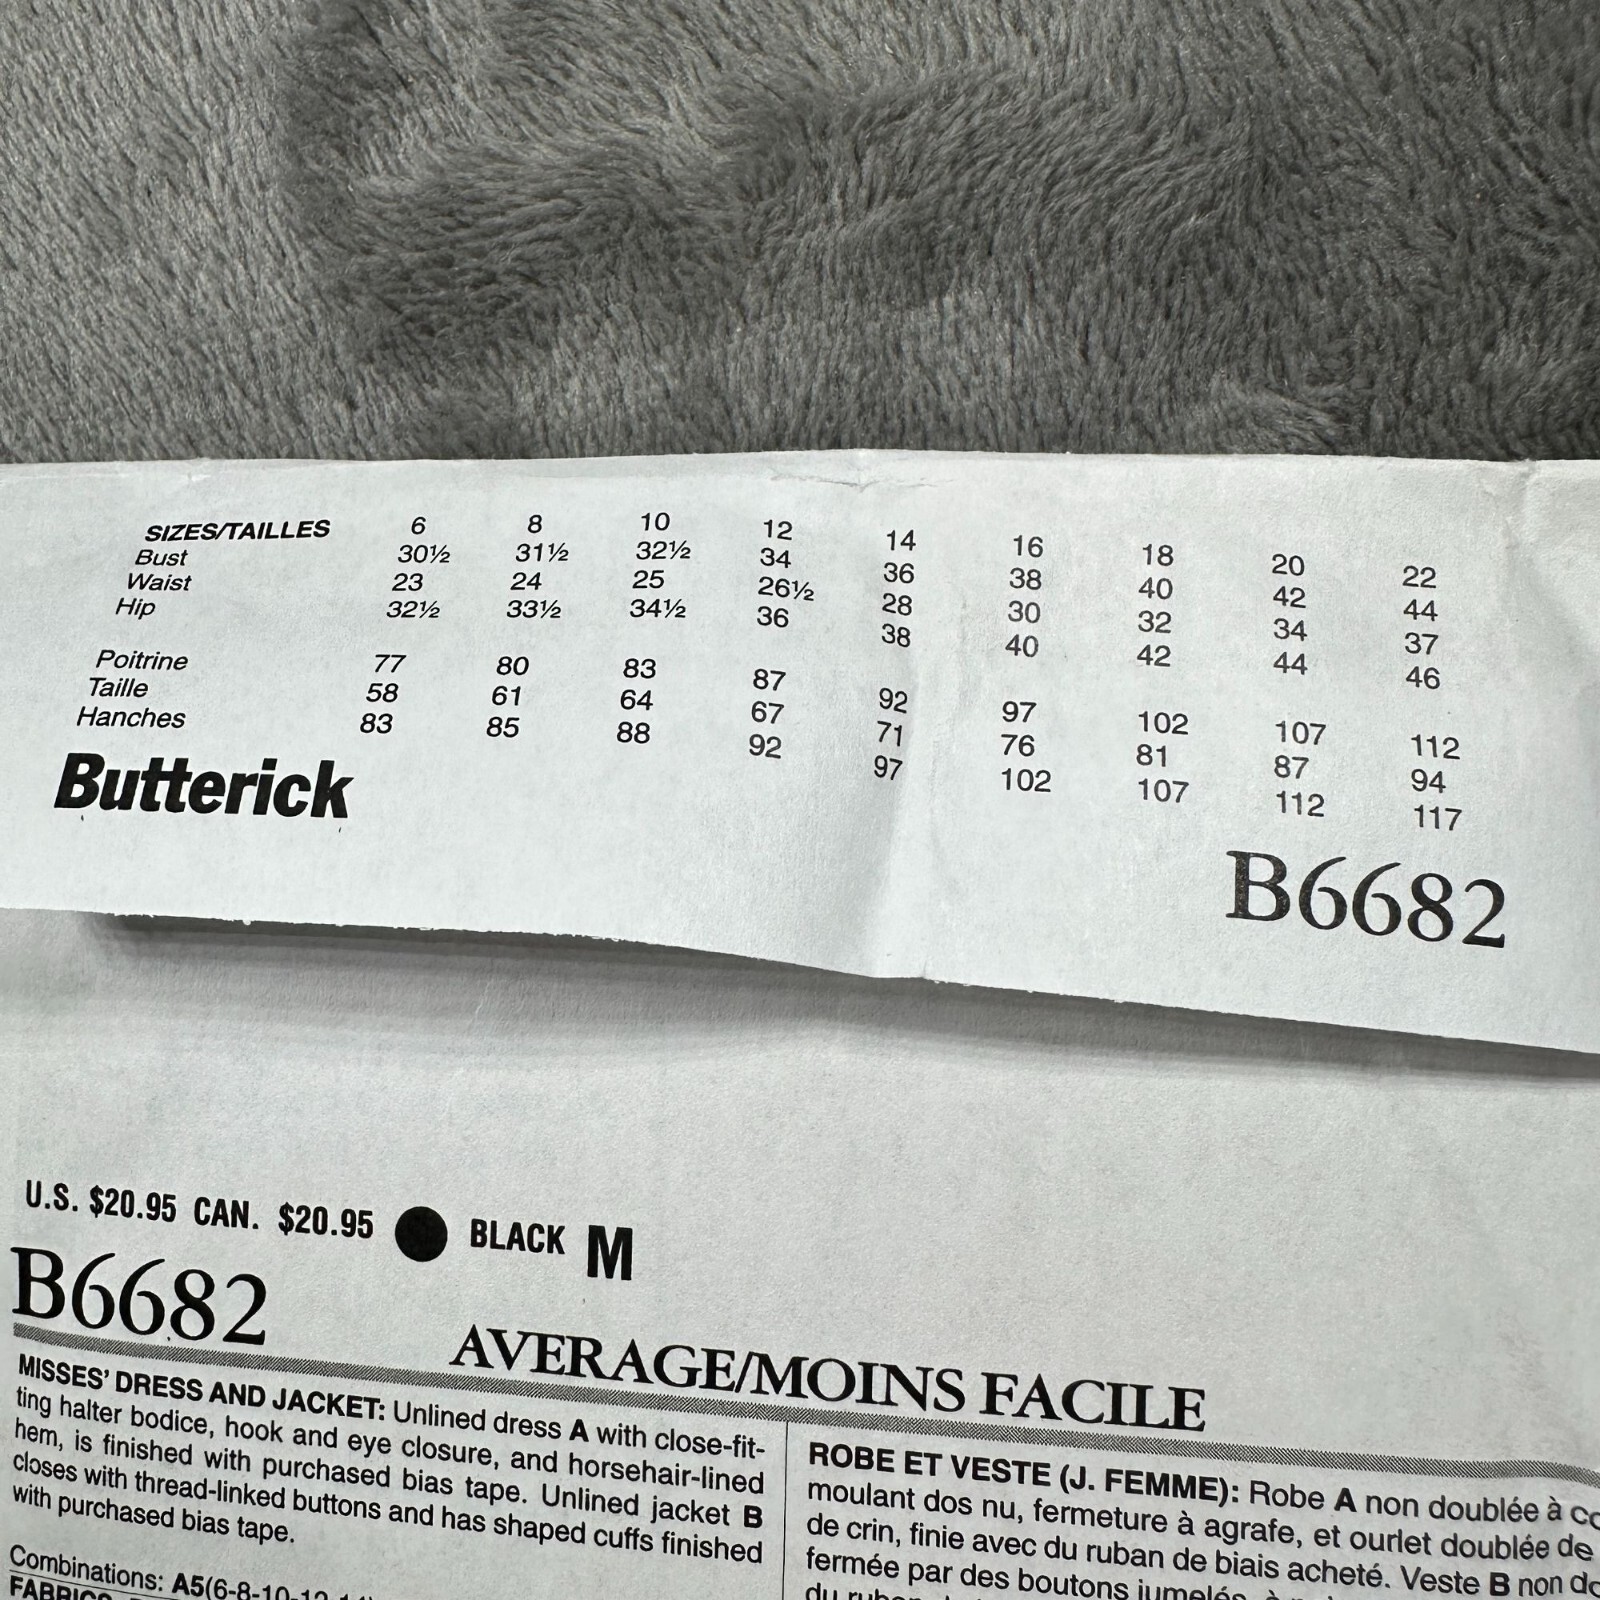 SIZES/TAILLES 6 8 10 12 14 16 18 20 22
Bust 30½ 31½ 32½ 34 36 38 40 42 44
Waist 23 24 25 26½ 28 30 32 34 37
Hip 32½ 33½ 34½ 36 38 40 42 44 46
Poitrine 77 80 83 87 92 97 102 107 112
Taille 58 61 64 67 71 76 81 87 94
Hanches 83 85 88 92 97 102 107 112 117
Butterick
B6682
U.S. $20.95 CAN. $20.95 BLACK M
B6682
AVERAGE/MOINS FACILE
MISSES' DRESS AND JACKET: Unlined dress A with close-fit-
ting halter bodice, hook and eye closure, and horsehair-lined
hem, is finished with purchased bias tape. Unlined jacket B
closes with thread-linked buttons and has shaped cuffs finished
with purchased bias tape.
Combinations: A5(6-8-10-12-14)
FABRICS
ROBE ET VESTE (J. FEMME): Robe A non doublée à
moulant dos nu, fermeture à agrafe, et ourlet doublée de
de crin, finie avec du ruban de biais acheté. Veste B non
fermée par des boutons jumelés,
du